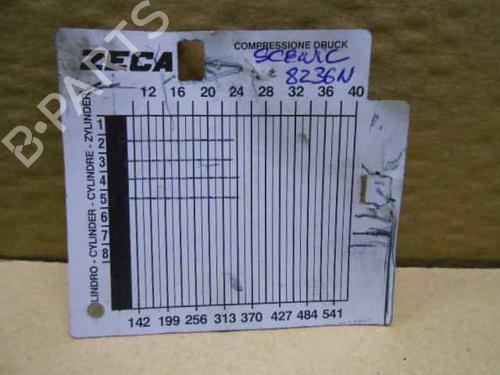 ZECA
COMPRESSIONE DRUCK
SCENIC
8236N
12 16 20 24 28 32 36 40
CILINDRO - CYLINDER - CYLINDRE - ZYLINDER
1
2
3
4
5
6
7
8
142 199 256 313 370 427 484 541
B-PARTS